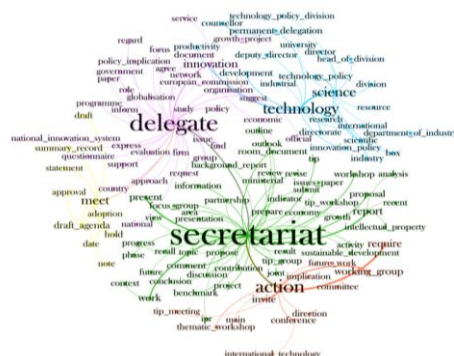 service
counsellor
technology_policy_division
regard
growth_project
permanent_delegation
focus
productivity
university
policy_implication
document
deputy_director
director
head_of_division
government
agree
innovation
paper
network
development
technology_policy
european_commission
industrial
division
role
organisation
science
programme
globalisation
suggest
inform
study
policy
technology
resource
draft
economic
research
international
delegate
outline
directorate
department_of_industry
national_innovation_system
issue
official
scientific
summary_record
express
find
room_document
innovation_policy
box
questionnaire
evaluation
firm
group
tip
industry
statement
support
background_report
request
review
revise
issues_paper
workshop
analysis
approval
country
approach
information
ministerial
submit
meet
present
partnership
indicator
tip_workshop
proposal
adoption
focus_group
recent
draft_agenda
national
area
presentation
prepare
economy
growth
report
view
intellectual_property
hold
secretariat
date
progress
result
activity
require
note
phase
recall
topic
propose
tip_group
sustainable_development
future
comment
contribution
joint
implication
future_work
context
conclusion
discussion
project
action
working_group
work
benchmark
invite
committee
ipr
main
direction
tip_meeting
conference
thematic_workshop
international_technology